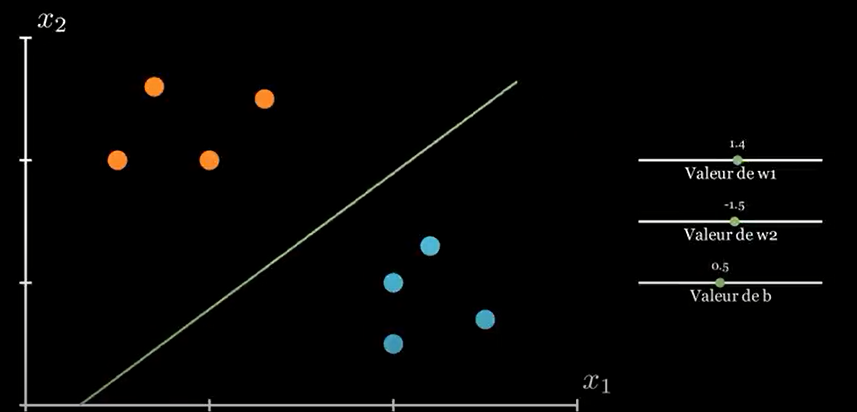 x₂
1.4
Valeur de w1
-1.5
Valeur de w2
0.5
Valeur de b
x₁